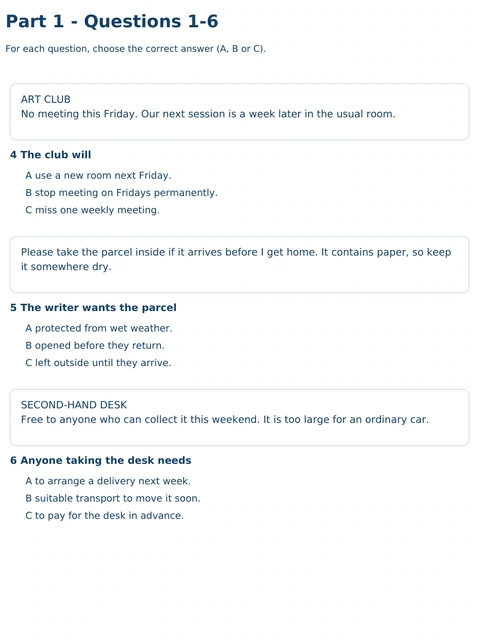 Part 1 - Questions 1-6
For each question, choose the correct answer (A, B or C).
ART CLUB
No meeting this Friday. Our next session is a week later in the usual room.
4 The club will
A use a new room next Friday.
B stop meeting on Fridays permanently.
C miss one weekly meeting.
Please take the parcel inside if it arrives before I get home. It contains paper, so keep
it somewhere dry.
5 The writer wants the parcel
A protected from wet weather.
B opened before they return.
C left outside until they arrive.
SECOND-HAND DESK
Free to anyone who can collect it this weekend. It is too large for an ordinary car.
6 Anyone taking the desk needs
A to arrange a delivery next week.
B suitable transport to move it soon.
C to pay for the desk in advance.